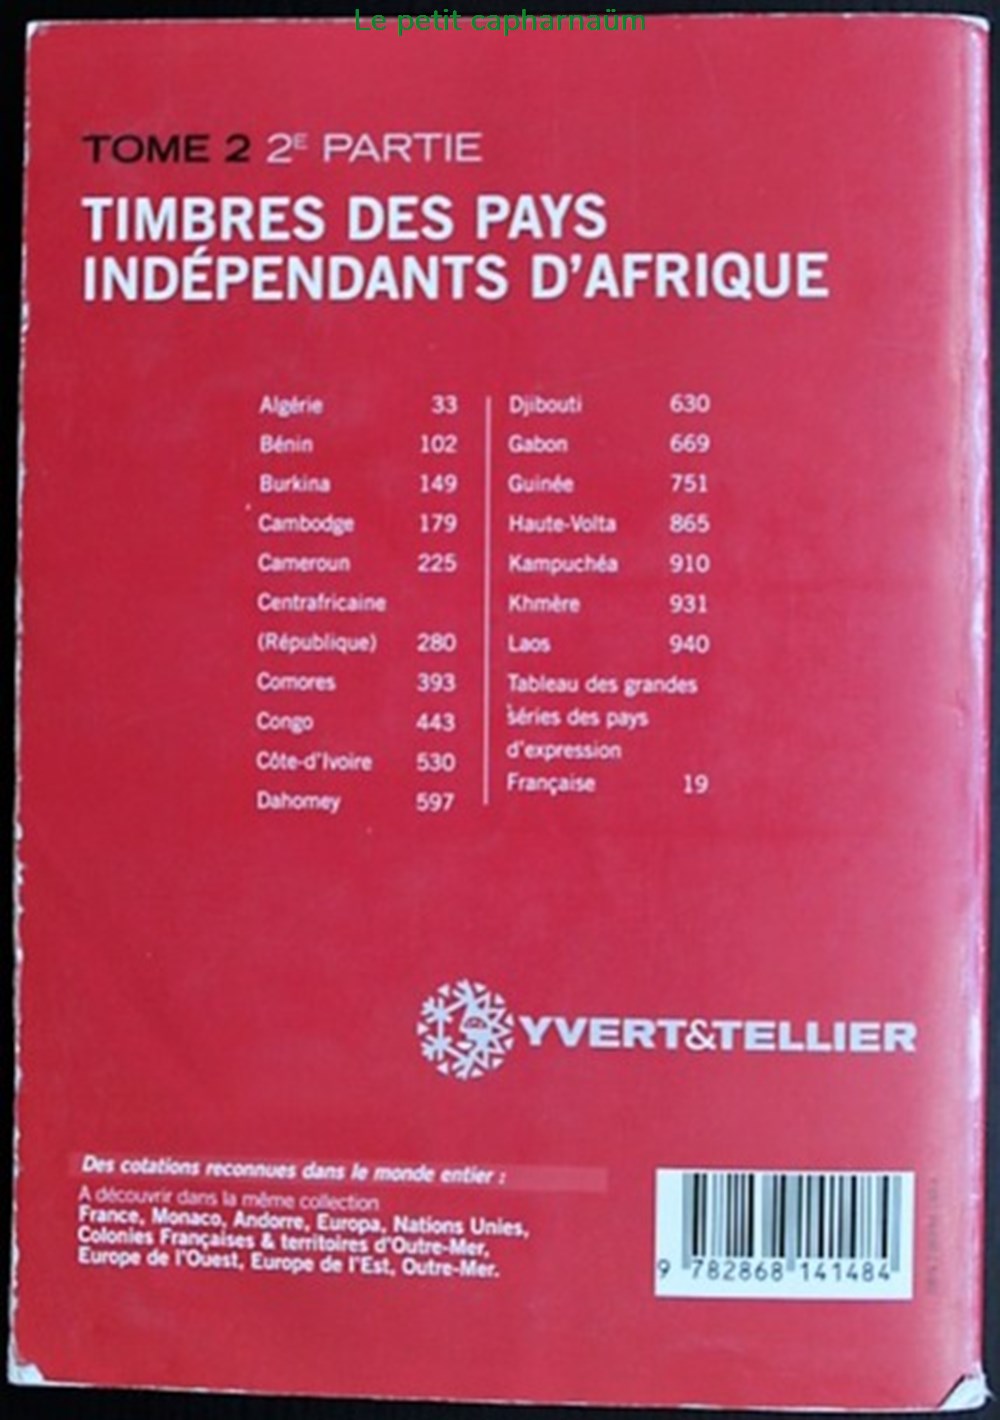 Le petit capharnaüm
TOME 2 2E PARTIE
TIMBRES DES PAYS
INDÉPENDANTS D'AFRIQUE
Algérie 33
Bénin 102
Burkina 149
Cambodge 179
Cameroun 225
Centrafricaine
(République) 280
Comores 393
Congo 443
Côte-d'Ivoire 530
Dahomey 597
Djibouti 630
Gabon 669
Guinée 751
Haute-Volta 865
Kampuchéa 910
Khmère 931
Laos 940
Tableau des grandes
séries des pays
d'expression
Française 19
YVERT&TELLIER
Des cotations reconnues dans le monde entier :
A découvrir dans la même collection
France, Monaco, Andorre, Europa, Nations Unies,
Colonies Françaises & territoires d'Outre-Mer,
Europe de l'Ouest, Europe de l'Est, Outre-Mer.
9 782868 141484